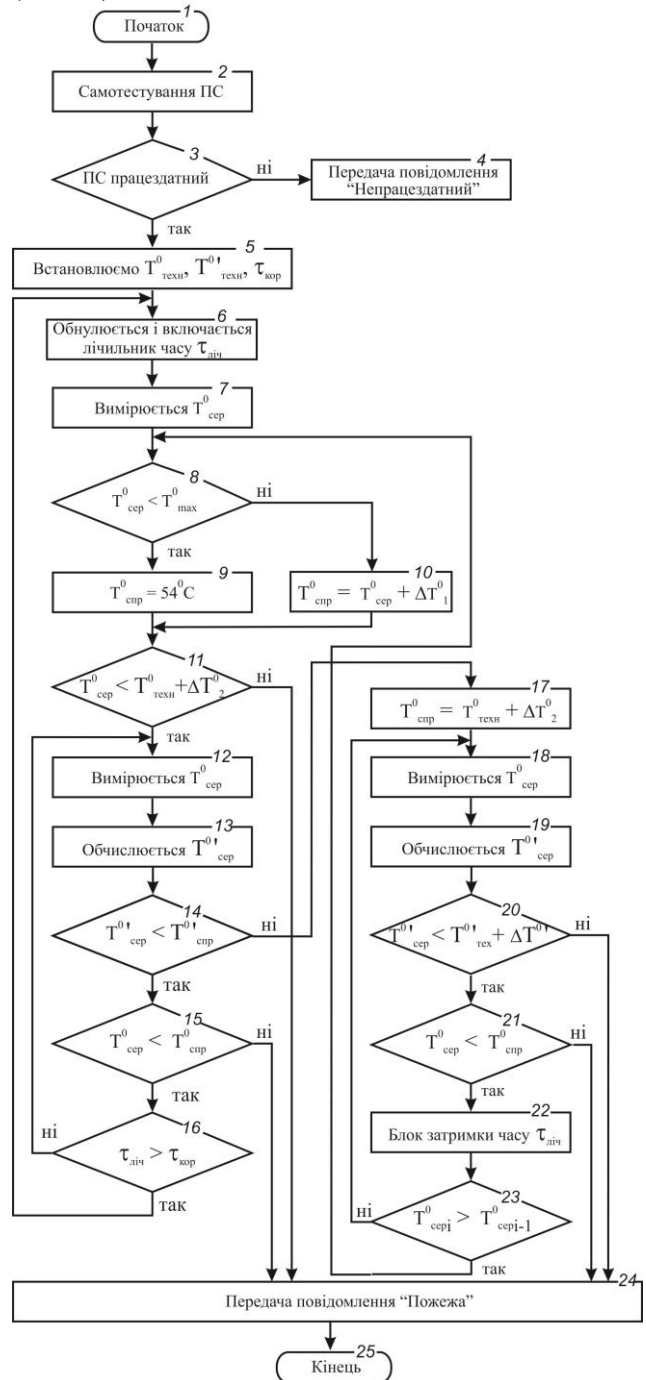 1
Початок
2
Самотестування ПС
3
ПС працездатний
ні
4
Передача повідомлення
“Непрацездатний”
так
5
Встановлюємо T⁰техн, T⁰'техн, τкор
6
Обнулюється і включається
лічильник часу τліч
7
Вимірюється T⁰сер
8
T⁰сер < T⁰max
ні
так
9
T⁰спр = 54⁰C
10
T⁰спр = T⁰сер + ΔT⁰1
11
T⁰сер < T⁰техн + ΔT⁰2
ні
так
12
Вимірюється T⁰сер
13
Обчислюється T⁰'сер
14
T⁰'сер < T⁰'спр
ні
так
15
T⁰сер < T⁰спр
ні
так
16
τліч > τкор
ні
так
17
T⁰спр = T⁰техн + ΔT⁰2
18
Вимірюється T⁰сер
19
Обчислюється T⁰'сер
20
T⁰'сер < T⁰'тех + ΔT⁰'
ні
так
21
T⁰сер < T⁰спр
ні
так
22
Блок затримки часу τліч
23
T⁰серi > T⁰серi-1
ні
так
24
Передача повідомлення “Пожежа”
25
Кінець